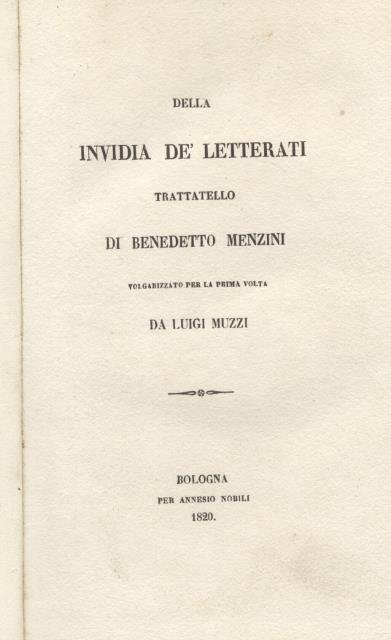 DELLA
INVIDIA DE' LETTERATI
TRATTATELLO
DI BENEDETTO MENZINI
VOLGARIZZATO PER LA PRIMA VOLTA
DA LUIGI MUZZI
BOLOGNA
PER ANNESIO NOBILI
1820.